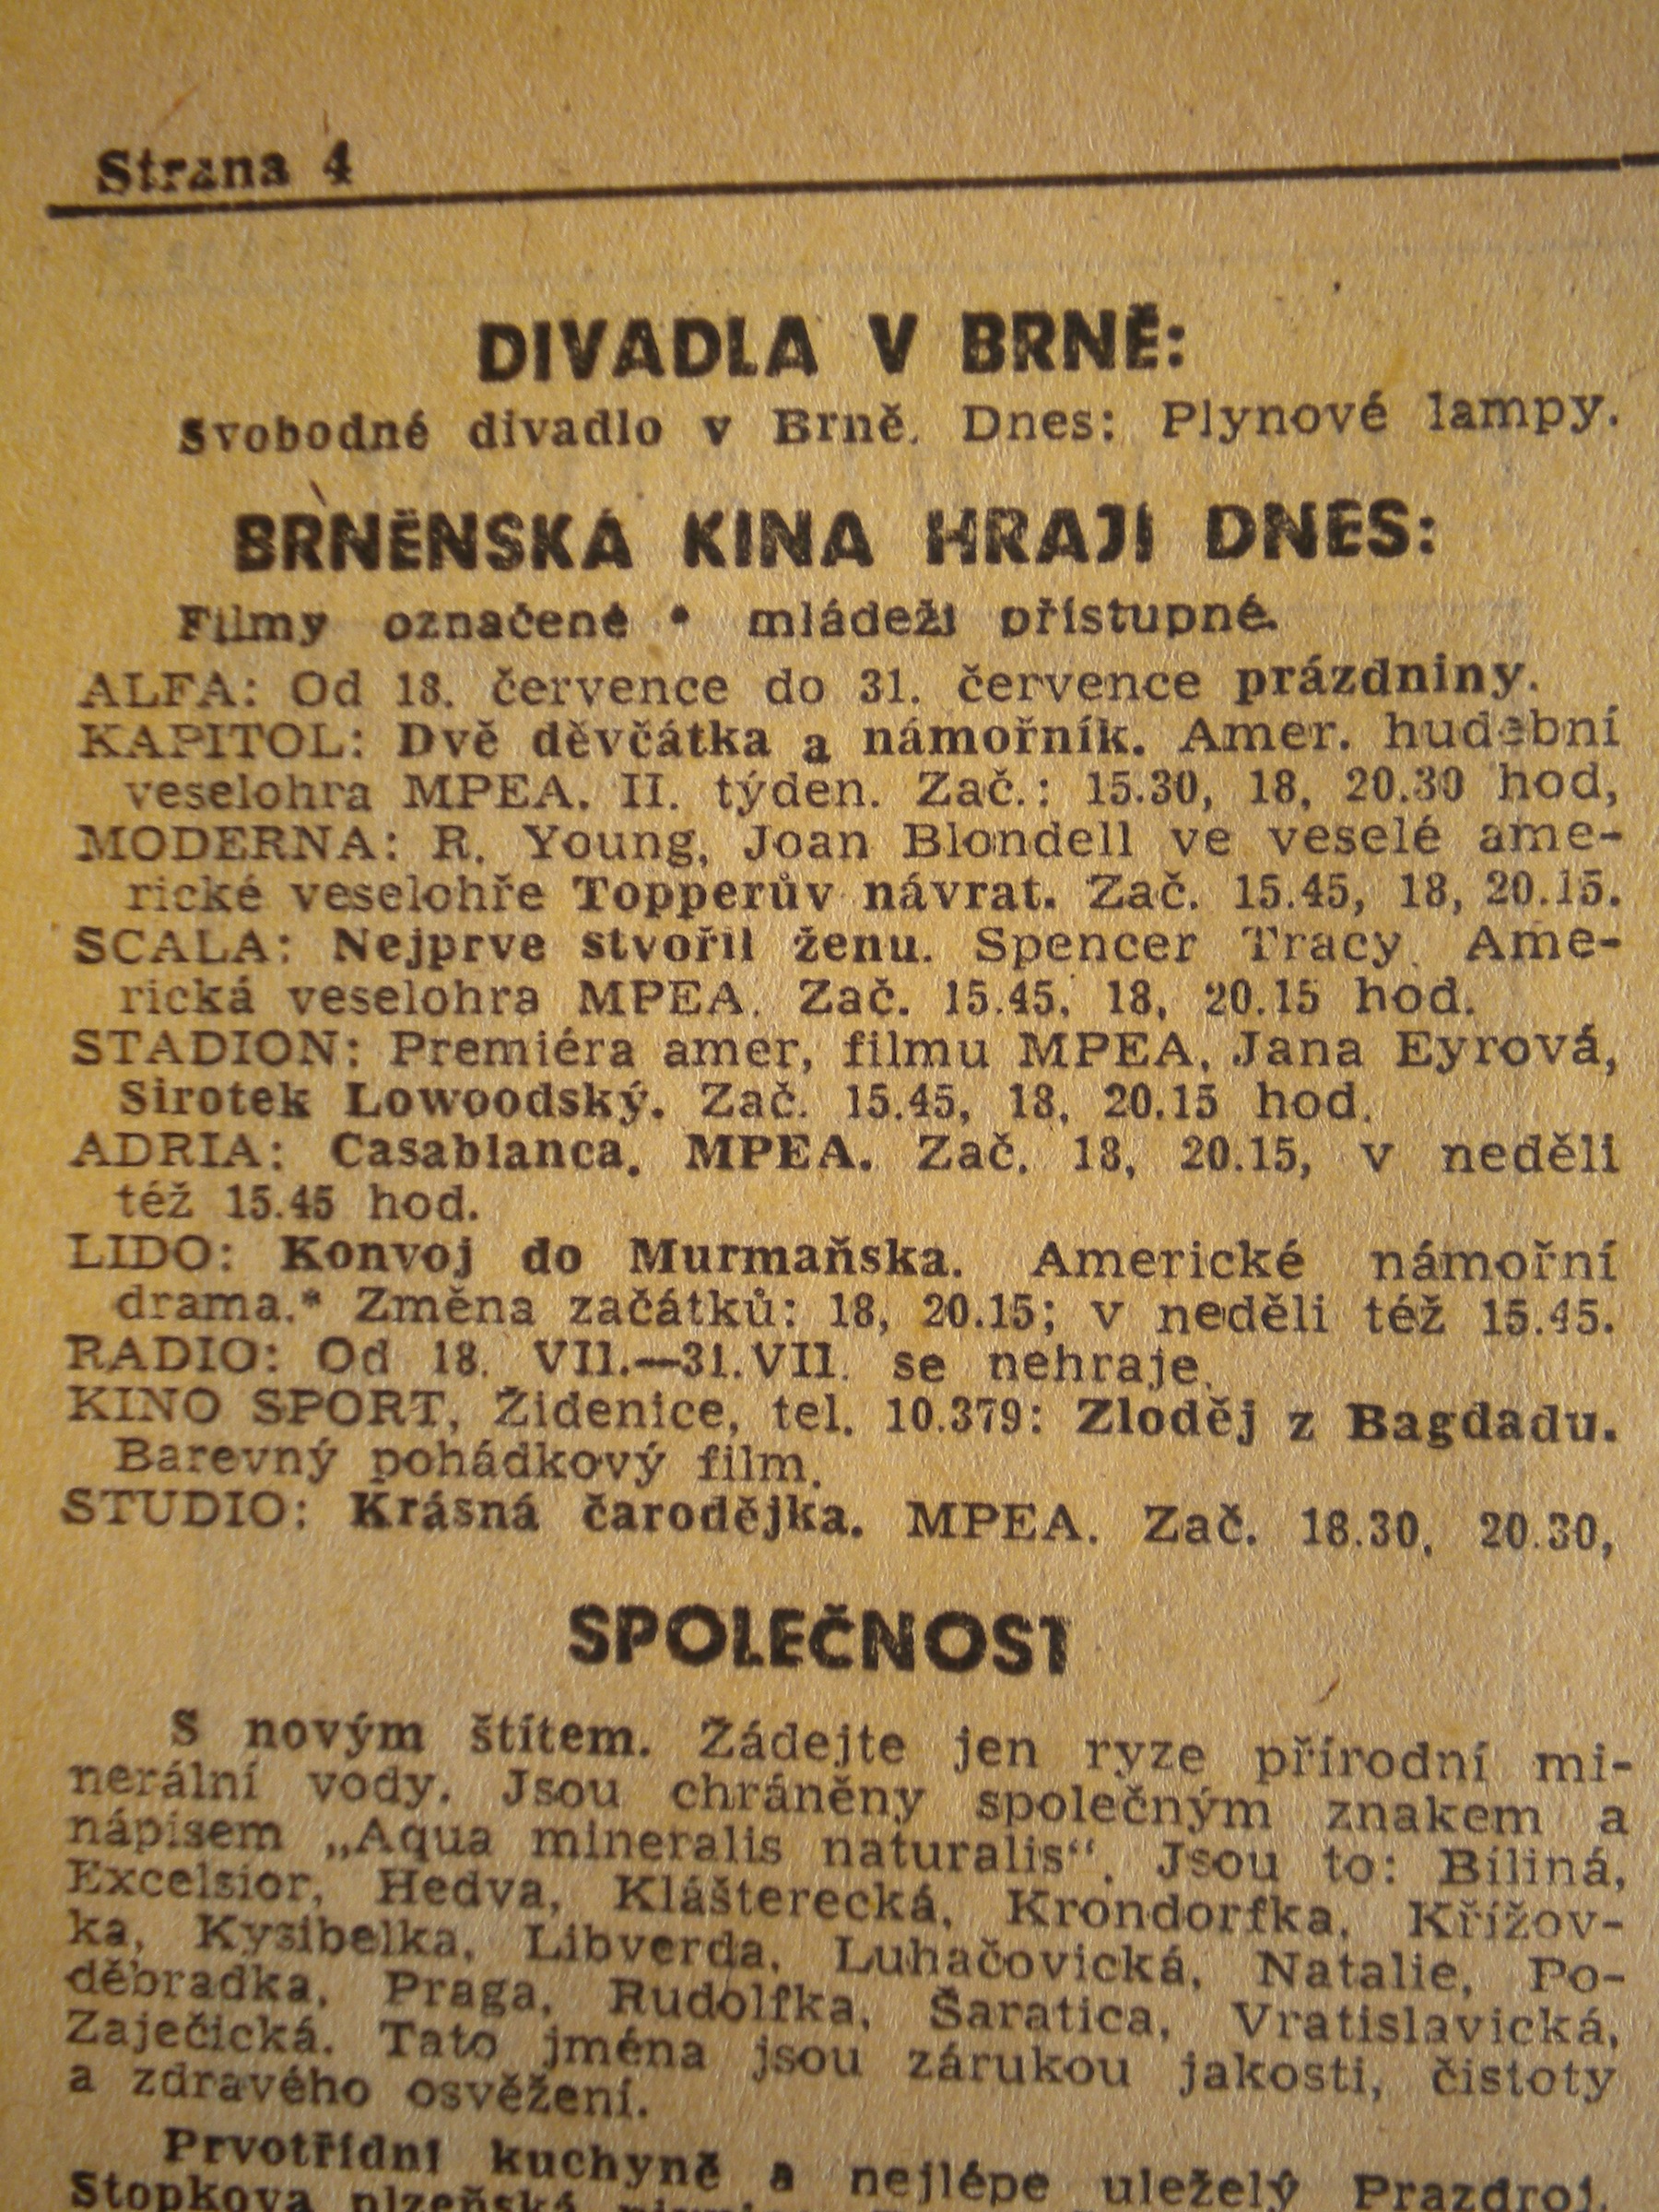 Strana 4
DIVADLA V BRNĚ:
Svobodné divadlo v Brně. Dnes: Plynové lampy.
BRNĚNSKÁ KINA HRAJÍ DNES:
Filmy označené * mládeži přístupné.
ALFA: Od 18. července do 31. července prázdniny.
KAPITOL: Dvě děvčátka a námořník. Amer. hudební
veselohra MPEA. II. týden. Zač.: 15.30, 18, 20.30 hod,
MODERNA: R. Young, Joan Blondell ve veselé ame-
rické veselohře Topperův návrat. Zač. 15.45, 18, 20.15.
SCALA: Nejprve stvořil ženu. Spencer Tracy. Ame-
rická veselohra MPEA. Zač. 15.45, 18, 20.15 hod.
STADION: Premiéra amer, filmu MPEA, Jana Eyrová,
Sirotek Lowoodský. Zač. 15.45, 18, 20.15 hod.
ADRIA: Casablanca. MPEA. Zač. 18, 20.15, v neděli
též 15.45 hod.
LIDO: Konvoj do Murmaňska. Americké námořní
drama.* Změna začátků: 18, 20.15; v neděli též 15.45.
RADIO: Od 18. VII.—31.VII. se nehraje.
KINO SPORT, Židenice, tel. 10.379: Zloděj z Bagdadu.
Barevný pohádkový film.
STUDIO: Krásná čarodějka. MPEA. Zač. 18.30, 20.30,
SPOLEČNOST
S novým štítem. Žádejte jen ryze přírodní mi-
nerální vody. Jsou chráněny společným znakem a
nápisem „Aqua mineralis naturalis“. Jsou to: Bíliná,
Excelsior, Hedva, Klášterecká, Krondorfka, Křížov-
ka, Kysibelka, Libverda, Luhačovická, Natalie, Po-
děbradka, Praga, Rudolfka, Šaratica, Vratislavická,
Zaječická. Tato jména jsou zárukou jakosti, čistoty
a zdravého osvěžení.
Prvotřídní kuchyně a nejlépe uleželý Prazdroj
Stopkova plzeňská